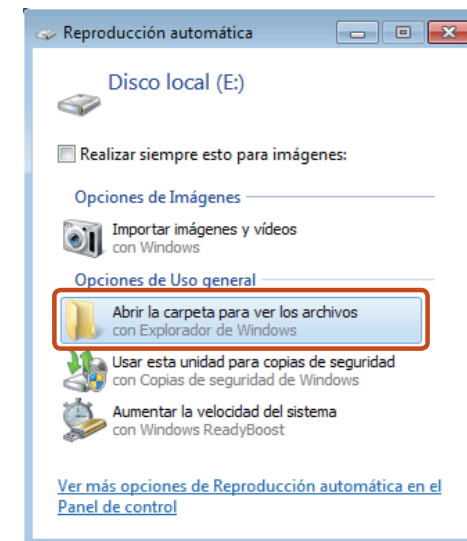 Reproducción automática
Disco local (E:)
Realizar siempre esto para imágenes:
Opciones de Imágenes
Importar imágenes y vídeos
con Windows
Opciones de Uso general
Abrir la carpeta para ver los archivos
con Explorador de Windows
Usar esta unidad para copias de seguridad
con Copias de seguridad de Windows
Aumentar la velocidad del sistema
con Windows ReadyBoost
Ver más opciones de Reproducción automática en el
Panel de control